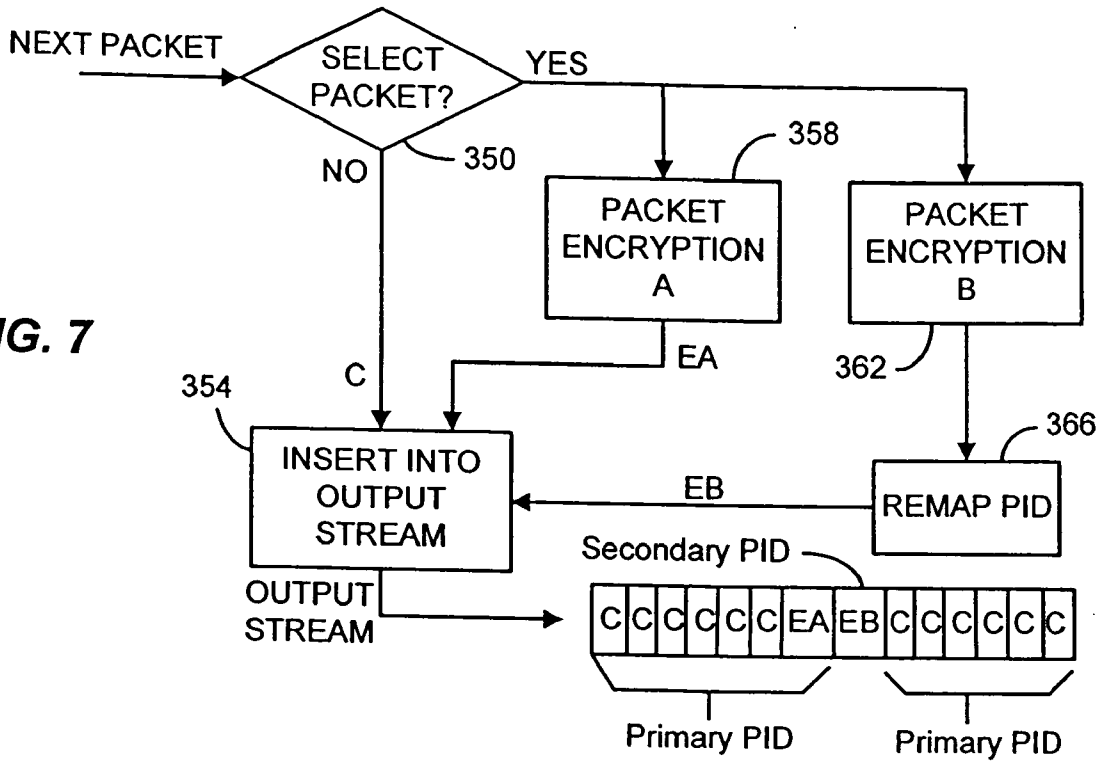 NEXT PACKET
SELECT
PACKET?
YES
350
NO
358
PACKET
ENCRYPTION
A
PACKET
ENCRYPTION
B
IG. 7
362
EA
C
354
366
INSERT INTO
OUTPUT
STREAM
EB
REMAP PID
Secondary PID
OUTPUT
STREAM
C C C C C C EA EB C C C C C C
Primary PID
Primary PID